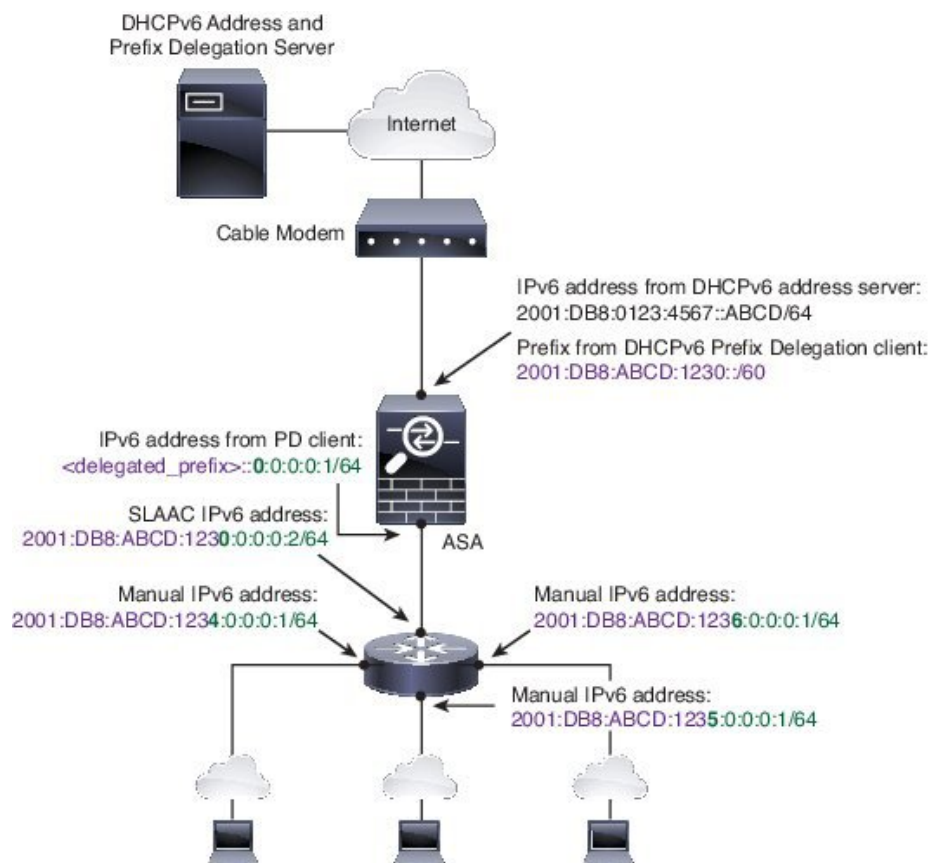 DHCPv6 Address and
Prefix Delegation Server
Internet
Cable Modem
IPv6 address from DHCPv6 address server:
2001:DB8:0123:4567::ABCD/64
Prefix from DHCPv6 Prefix Delegation client:
2001:DB8:ABCD:1230::/60
IPv6 address from PD client:
<delegated_prefix>::0:0:0:0:1/64
SLAAC IPv6 address:
2001:DB8:ABCD:1230:0:0:0:2/64
ASA
Manual IPv6 address:
2001:DB8:ABCD:1234:0:0:0:1/64
Manual IPv6 address:
2001:DB8:ABCD:1236:0:0:0:1/64
Manual IPv6 address:
2001:DB8:ABCD:1235:0:0:0:1/64